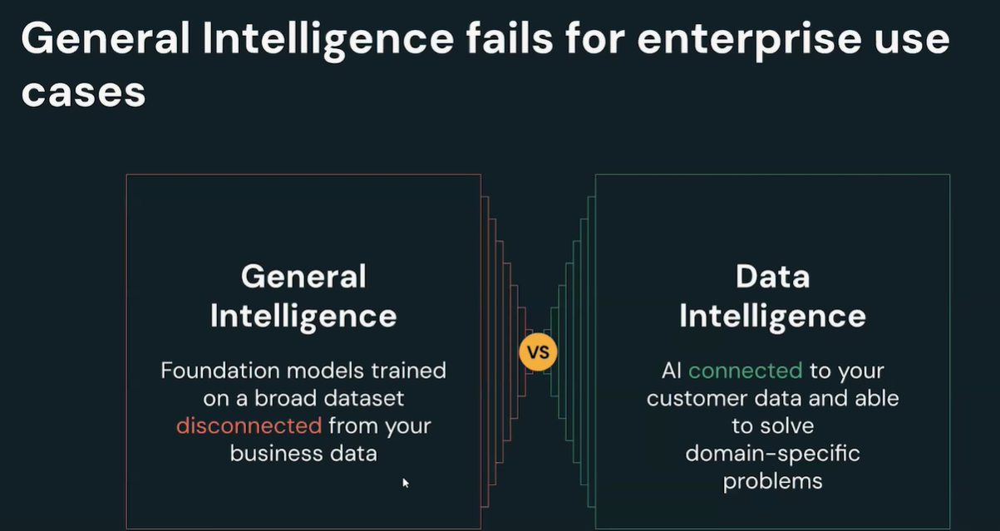 General Intelligence fails for enterprise use
cases
General
Intelligence
Foundation models trained
on a broad dataset
disconnected from your
business data
VS
Data
Intelligence
AI connected to your
customer data and able
to solve
domain-specific
problems